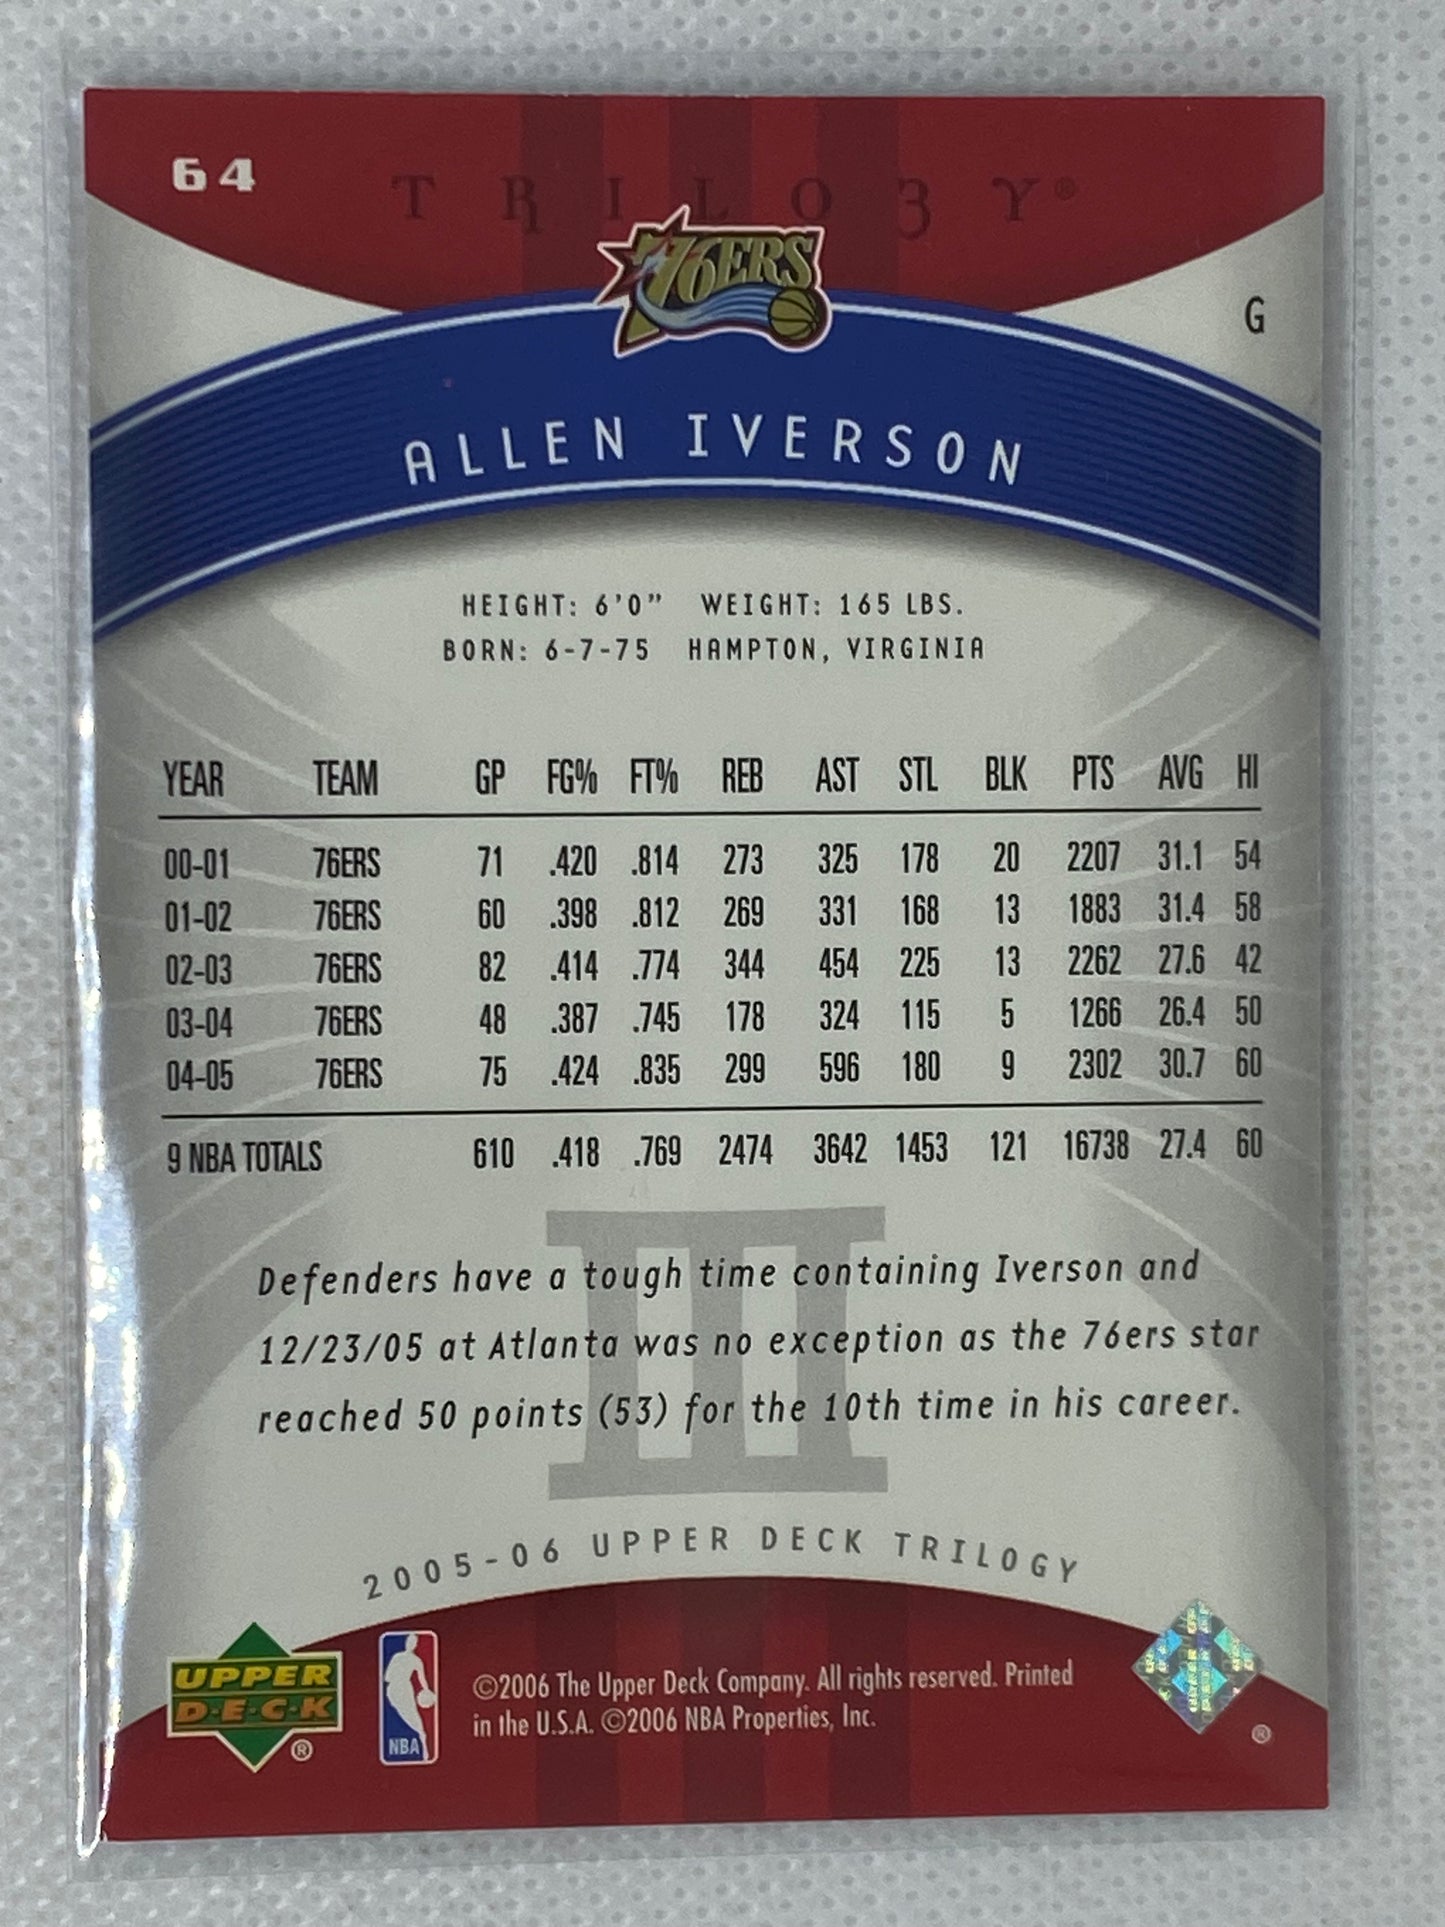 64
TRILOGY®
76ERS
G
ALLEN IVERSON
HEIGHT: 6'0" WEIGHT: 165 LBS.
BORN: 6-7-75 HAMPTON, VIRGINIA
YEAR TEAM GP FG% FT% REB AST STL BLK PTS AVG HI
00-01 76ERS 71 .420 .814 273 325 178 20 2207 31.1 54
01-02 76ERS 60 .398 .812 269 331 168 13 1883 31.4 58
02-03 76ERS 82 .414 .774 344 454 225 13 2262 27.6 42
03-04 76ERS 48 .387 .745 178 324 115 5 1266 26.4 50
04-05 76ERS 75 .424 .835 299 596 180 9 2302 30.7 60
9 NBA TOTALS 610 .418 .769 2474 3642 1453 121 16738 27.4 60
III
Defenders have a tough time containing Iverson and
12/23/05 at Atlanta was no exception as the 76ers star
reached 50 points (53) for the 10th time in his career.
2005-06 UPPER DECK TRILOGY
UPPER
D·E·C·K
®
NBA
©2006 The Upper Deck Company. All rights reserved. Printed
in the U.S.A. ©2006 NBA Properties, Inc.
®